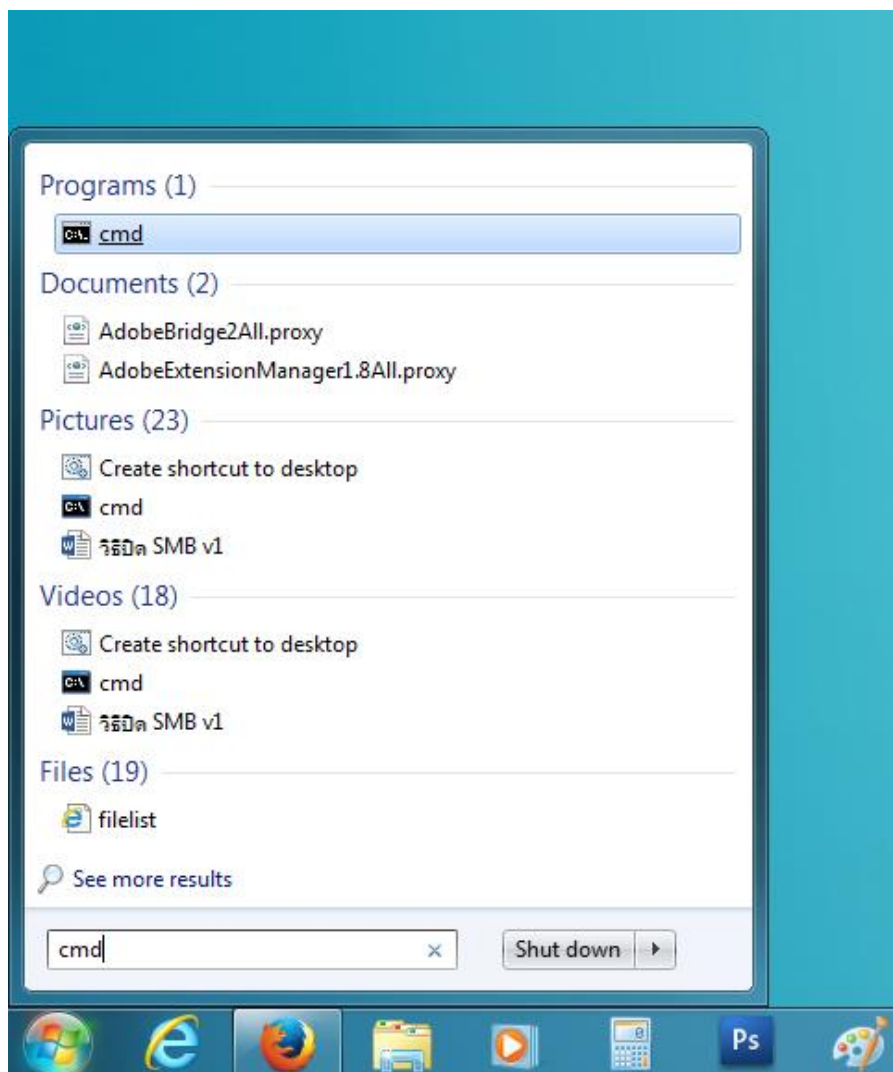 Programs (1)
cmd
Documents (2)
AdobeBridge2All.proxy
AdobeExtensionManager1.8All.proxy
Pictures (23)
Create shortcut to desktop
cmd
วิธีปิด SMB v1
Videos (18)
Create shortcut to desktop
cmd
วิธีปิด SMB v1
Files (19)
filelist
See more results
cmd
Shut down
Ps